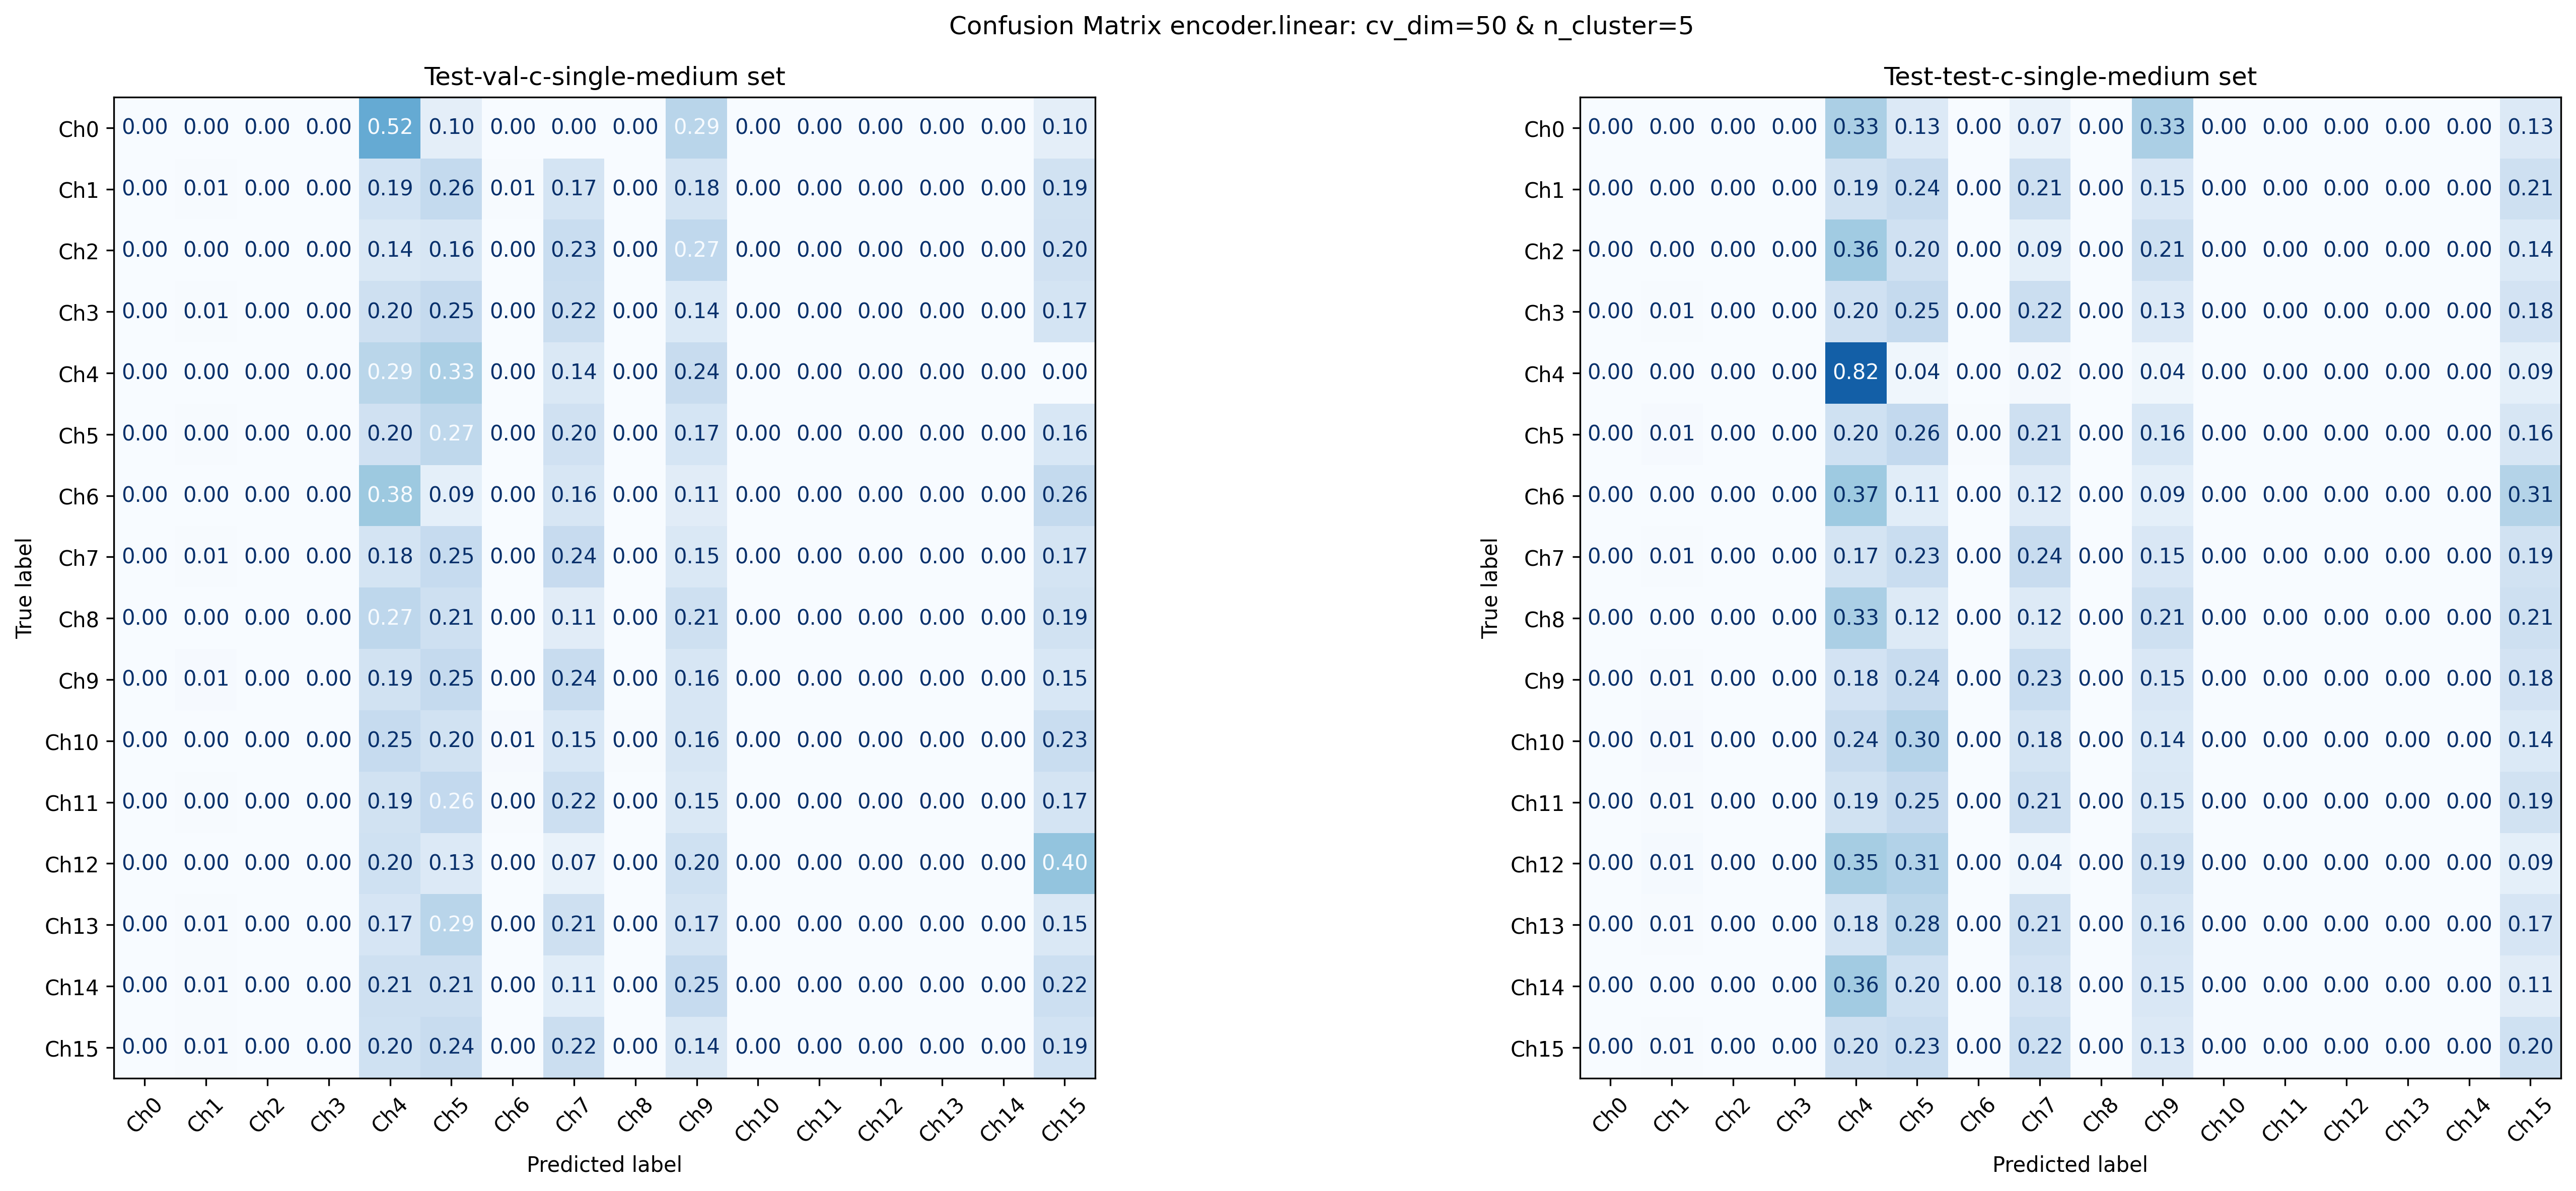 Confusion Matrix encoder.linear: cv_dim=50 & n_cluster=5
Test-val-c-single-medium set
True label
Ch0 0.00 0.00 0.00 0.00 0.52 0.10 0.00 0.00 0.00 0.29 0.00 0.00 0.00 0.00 0.00 0.10
Ch1 0.00 0.01 0.00 0.00 0.19 0.26 0.01 0.17 0.00 0.18 0.00 0.00 0.00 0.00 0.00 0.19
Ch2 0.00 0.00 0.00 0.00 0.14 0.16 0.00 0.23 0.00 0.27 0.00 0.00 0.00 0.00 0.00 0.20
Ch3 0.00 0.01 0.00 0.00 0.20 0.25 0.00 0.22 0.00 0.14 0.00 0.00 0.00 0.00 0.00 0.17
Ch4 0.00 0.00 0.00 0.00 0.29 0.33 0.00 0.14 0.00 0.24 0.00 0.00 0.00 0.00 0.00 0.00
Ch5 0.00 0.01 0.00 0.00 0.20 0.27 0.00 0.20 0.00 0.17 0.00 0.00 0.00 0.00 0.00 0.16
Ch6 0.00 0.00 0.00 0.00 0.38 0.09 0.00 0.16 0.00 0.11 0.00 0.00 0.00 0.00 0.00 0.26
Ch7 0.00 0.01 0.00 0.00 0.18 0.25 0.00 0.24 0.00 0.15 0.00 0.00 0.00 0.00 0.00 0.17
Ch8 0.00 0.00 0.00 0.00 0.27 0.21 0.00 0.11 0.00 0.21 0.00 0.00 0.00 0.00 0.00 0.19
Ch9 0.00 0.01 0.00 0.00 0.19 0.25 0.00 0.24 0.00 0.16 0.00 0.00 0.00 0.00 0.00 0.15
Ch10 0.00 0.00 0.00 0.00 0.25 0.20 0.01 0.15 0.00 0.16 0.00 0.00 0.00 0.00 0.00 0.23
Ch11 0.00 0.00 0.00 0.00 0.19 0.26 0.00 0.22 0.00 0.15 0.00 0.00 0.00 0.00 0.00 0.17
Ch12 0.00 0.00 0.00 0.00 0.20 0.13 0.00 0.07 0.00 0.20 0.00 0.00 0.00 0.00 0.00 0.40
Ch13 0.00 0.01 0.00 0.00 0.17 0.29 0.00 0.21 0.00 0.17 0.00 0.00 0.00 0.00 0.00 0.15
Ch14 0.00 0.01 0.00 0.00 0.21 0.21 0.00 0.11 0.00 0.25 0.00 0.00 0.00 0.00 0.00 0.22
Ch15 0.00 0.01 0.00 0.00 0.20 0.24 0.00 0.22 0.00 0.14 0.00 0.00 0.00 0.00 0.00 0.19
Ch0 Ch1 Ch2 Ch3 Ch4 Ch5 Ch6 Ch7 Ch8 Ch9 Ch10 Ch11 Ch12 Ch13 Ch14 Ch15
Predicted label
Test-test-c-single-medium set
True label
Ch0 0.00 0.00 0.00 0.00 0.33 0.13 0.00 0.07 0.00 0.33 0.00 0.00 0.00 0.00 0.00 0.13
Ch1 0.00 0.00 0.00 0.00 0.19 0.24 0.00 0.21 0.00 0.15 0.00 0.00 0.00 0.00 0.00 0.21
Ch2 0.00 0.00 0.00 0.00 0.36 0.20 0.00 0.09 0.00 0.21 0.00 0.00 0.00 0.00 0.00 0.14
Ch3 0.00 0.01 0.00 0.00 0.20 0.25 0.00 0.22 0.00 0.13 0.00 0.00 0.00 0.00 0.00 0.18
Ch4 0.00 0.00 0.00 0.00 0.82 0.04 0.00 0.02 0.00 0.04 0.00 0.00 0.00 0.00 0.00 0.09
Ch5 0.00 0.01 0.00 0.00 0.20 0.26 0.00 0.21 0.00 0.16 0.00 0.00 0.00 0.00 0.00 0.16
Ch6 0.00 0.00 0.00 0.00 0.37 0.11 0.00 0.12 0.00 0.09 0.00 0.00 0.00 0.00 0.00 0.31
Ch7 0.00 0.01 0.00 0.00 0.17 0.23 0.00 0.24 0.00 0.15 0.00 0.00 0.00 0.00 0.00 0.19
Ch8 0.00 0.00 0.00 0.00 0.33 0.12 0.00 0.12 0.00 0.21 0.00 0.00 0.00 0.00 0.00 0.21
Ch9 0.00 0.01 0.00 0.00 0.18 0.24 0.00 0.23 0.00 0.15 0.00 0.00 0.00 0.00 0.00 0.18
Ch10 0.00 0.01 0.00 0.00 0.24 0.30 0.00 0.18 0.00 0.14 0.00 0.00 0.00 0.00 0.00 0.14
Ch11 0.00 0.01 0.00 0.00 0.19 0.25 0.00 0.21 0.00 0.15 0.00 0.00 0.00 0.00 0.00 0.19
Ch12 0.00 0.01 0.00 0.00 0.35 0.31 0.00 0.04 0.00 0.19 0.00 0.00 0.00 0.00 0.00 0.09
Ch13 0.00 0.01 0.00 0.00 0.18 0.28 0.00 0.21 0.00 0.16 0.00 0.00 0.00 0.00 0.00 0.17
Ch14 0.00 0.00 0.00 0.00 0.36 0.20 0.00 0.18 0.00 0.15 0.00 0.00 0.00 0.00 0.00 0.11
Ch15 0.00 0.01 0.00 0.00 0.20 0.23 0.00 0.22 0.00 0.13 0.00 0.00 0.00 0.00 0.00 0.20
Ch0 Ch1 Ch2 Ch3 Ch4 Ch5 Ch6 Ch7 Ch8 Ch9 Ch10 Ch11 Ch12 Ch13 Ch14 Ch15
Predicted label